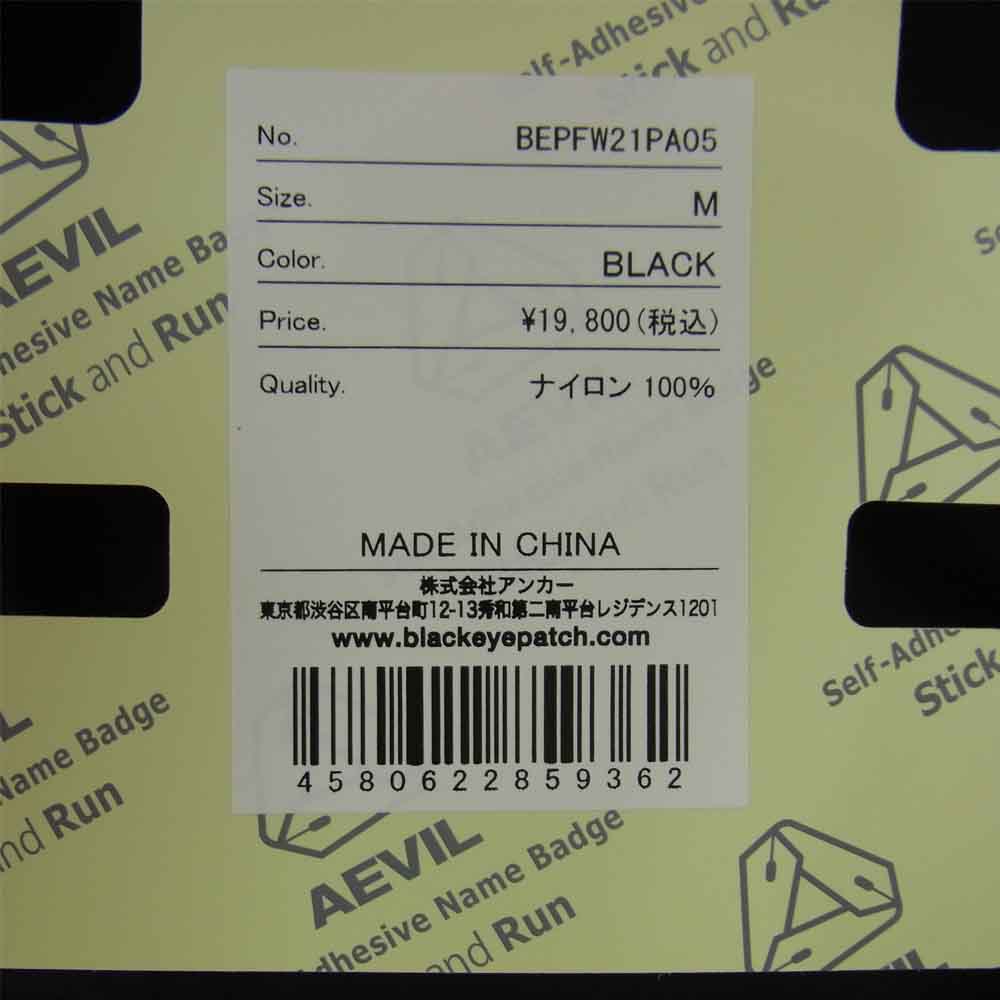 Self-Adhesive
Stick and Run
No. BEPFW21PA05
Size. M
Color. BLACK
Price. ¥19,800(税込)
Quality. ナイロン 100%
MADE IN CHINA
株式会社アンカー
東京都渋谷区南平台町12-13秀和第二南平台レジデンス1201
www.blackeyepatch.com
4580622859362
AEVIL
Adhesive Name Ba
Stick and Run
Self-Adhe
Stick
Name Badge
and Run
AEVIL
Adhesive Name Badge
and Run
AEVIL